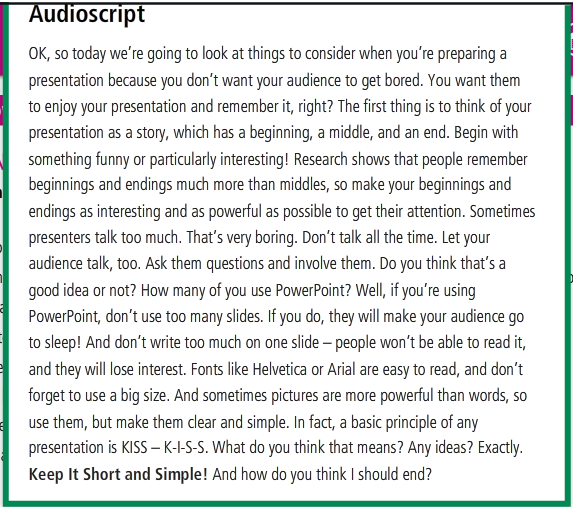 Audioscript
OK, so today we're going to look at things to consider when you're preparing a
presentation because you don't want your audience to get bored. You want them
to enjoy your presentation and remember it, right? The first thing is to think of your
presentation as a story, which has a beginning, a middle, and an end. Begin with
something funny or particularly interesting! Research shows that people remember
beginnings and endings much more than middles, so make your beginnings and
endings as interesting and as powerful as possible to get their attention. Sometimes
presenters talk too much. That's very boring. Don't talk all the time. Let your
audience talk, too. Ask them questions and involve them. Do you think that's a
good idea or not? How many of you use PowerPoint? Well, if you're using
PowerPoint, don't use too many slides. If you do, they will make your audience go
to sleep! And don't write too much on one slide – people won't be able to read it,
and they will lose interest. Fonts like Helvetica or Arial are easy to read, and don't
forget to use a big size. And sometimes pictures are more powerful than words, so
use them, but make them clear and simple. In fact, a basic principle of any
presentation is KISS – K-I-S-S. What do you think that means? Any ideas? Exactly.
Keep It Short and Simple! And how do you think I should end?